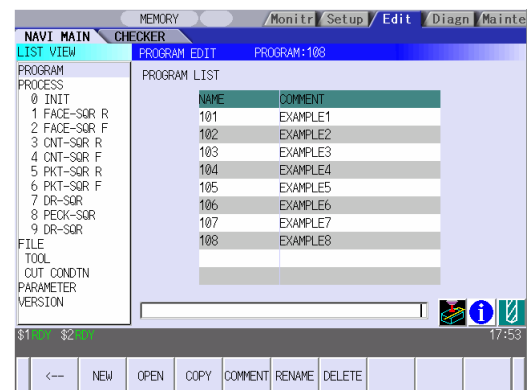 MEMORY Monitr Setup Edit Diagn Mainte
NAVI MAIN CHECKER
LIST VIEW PROGRAM EDIT PROGRAM:108
PROGRAM
PROCESS
0 INIT
1 FACE-SQR R
2 FACE-SQR F
3 CNT-SQR R
4 CNT-SQR F
5 PKT-SQR R
6 PKT-SQR F
7 DR-SQR
8 PECK-SQR
9 DR-SQR
FILE
TOOL
CUT CONDTN
PARAMETER
VERSION
PROGRAM LIST
NAME COMMENT
101 EXAMPLE1
102 EXAMPLE2
103 EXAMPLE3
104 EXAMPLE4
105 EXAMPLE5
106 EXAMPLE6
107 EXAMPLE7
108 EXAMPLE8
$1RDY $2RDY 17:53
<-- NEW OPEN COPY COMMENT RENAME DELETE